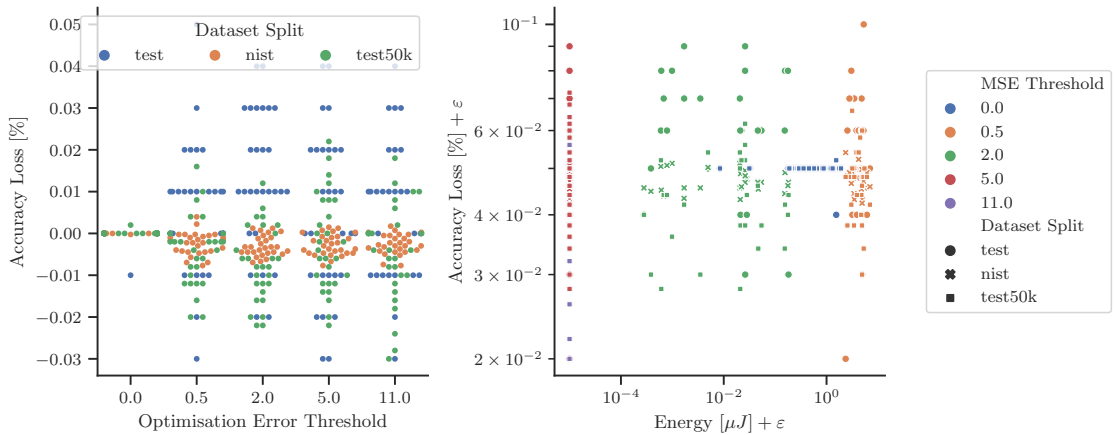 Accuracy Loss [%]
0.05
0.04
0.03
0.02
0.01
0.00
−0.01
−0.02
−0.03
Dataset Split
test nist test50k
0.0 0.5 2.0 5.0 11.0
Optimisation Error Threshold
Accuracy Loss [%] + ε
10⁻¹
6 × 10⁻²
4 × 10⁻²
3 × 10⁻²
2 × 10⁻²
10⁻⁴ 10⁻² 10⁰
Energy [μJ] + ε
MSE Threshold
0.0
0.5
2.0
5.0
11.0
Dataset Split
test
nist
test50k